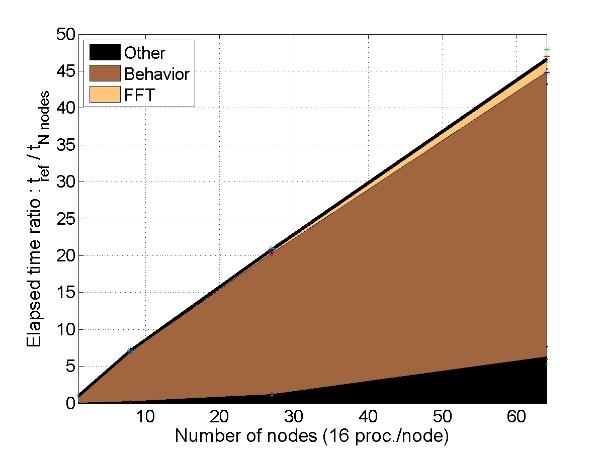 50
45
40
35
30
25
20
15
10
5
0
Other
Behavior
FFT
Elapsed time ratio : t_ref / t_N nodes
10 20 30 40 50 60
Number of nodes (16 proc./node)